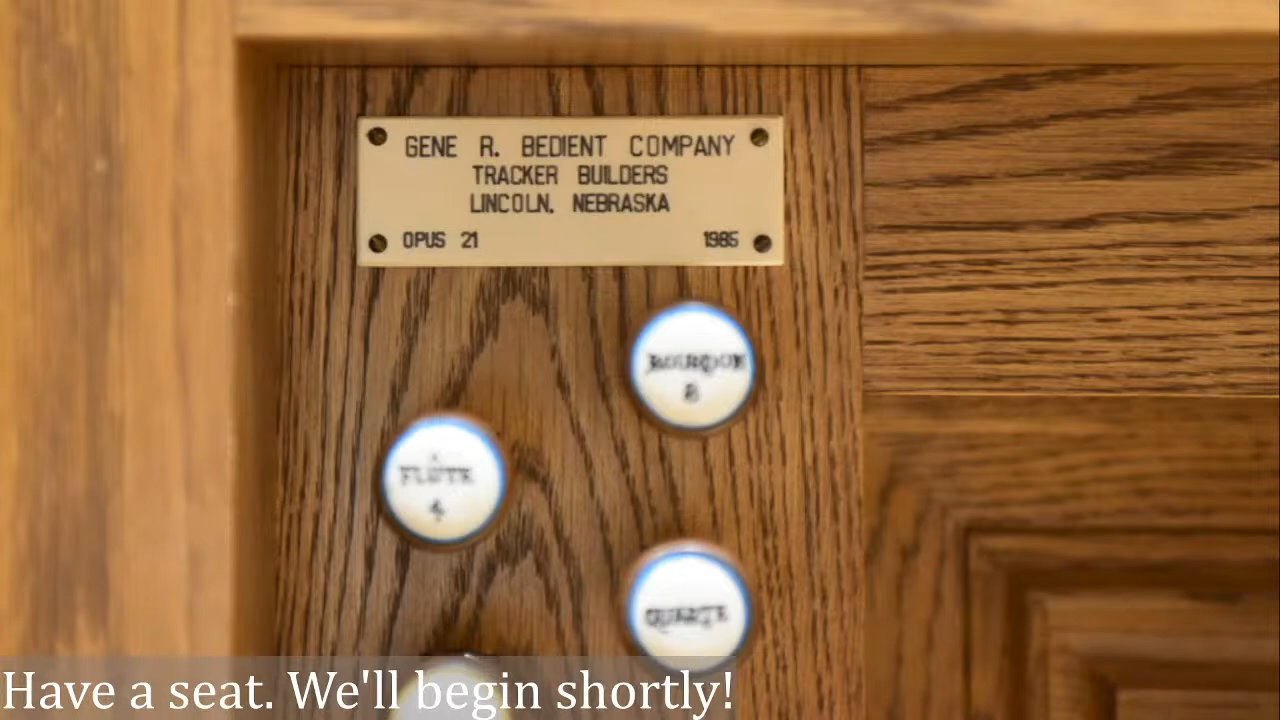 GENE R. BEDIENT COMPANY
TRACKER BUILDERS
LINCOLN, NEBRASKA
OPUS 21 1985
BOURDON
8
FLÛTE
4
QUARTE
Have a seat. We'll begin shortly!